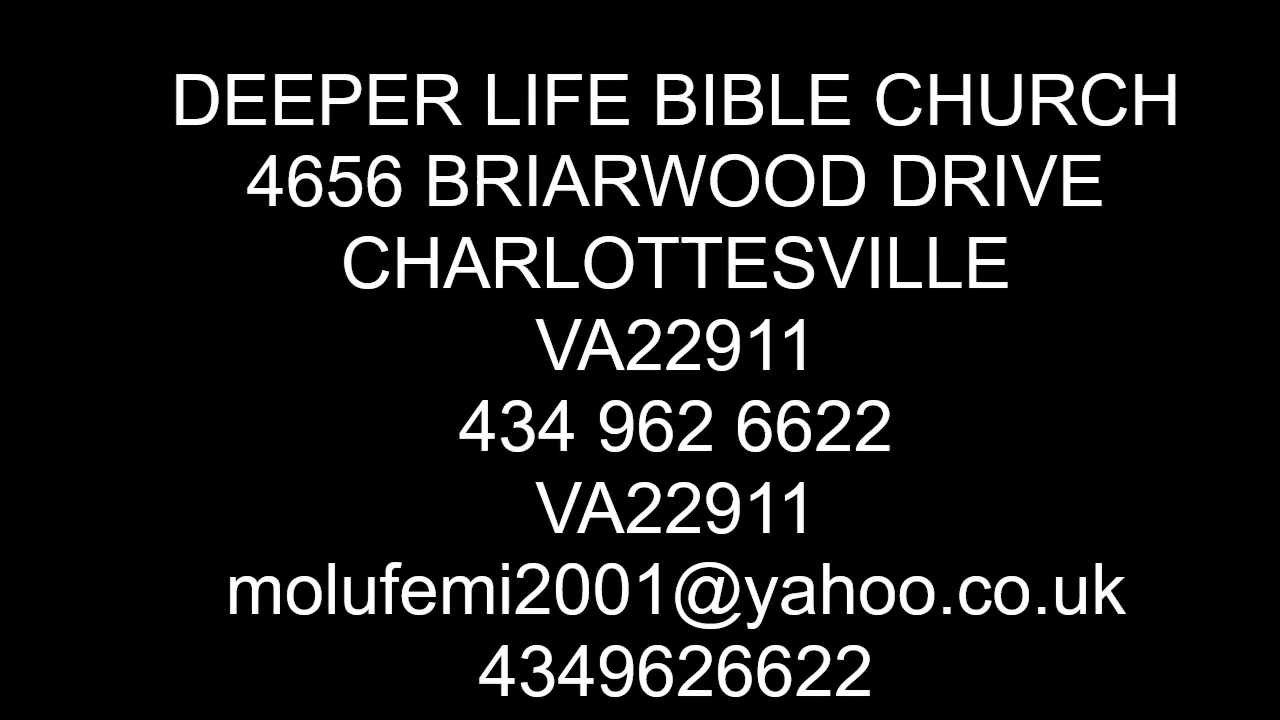 DEEPER LIFE BIBLE CHURCH
4656 BRIARWOOD DRIVE
CHARLOTTESVILLE
VA22911
434 962 6622
VA22911
molufemi2001@yahoo.co.uk
4349626622